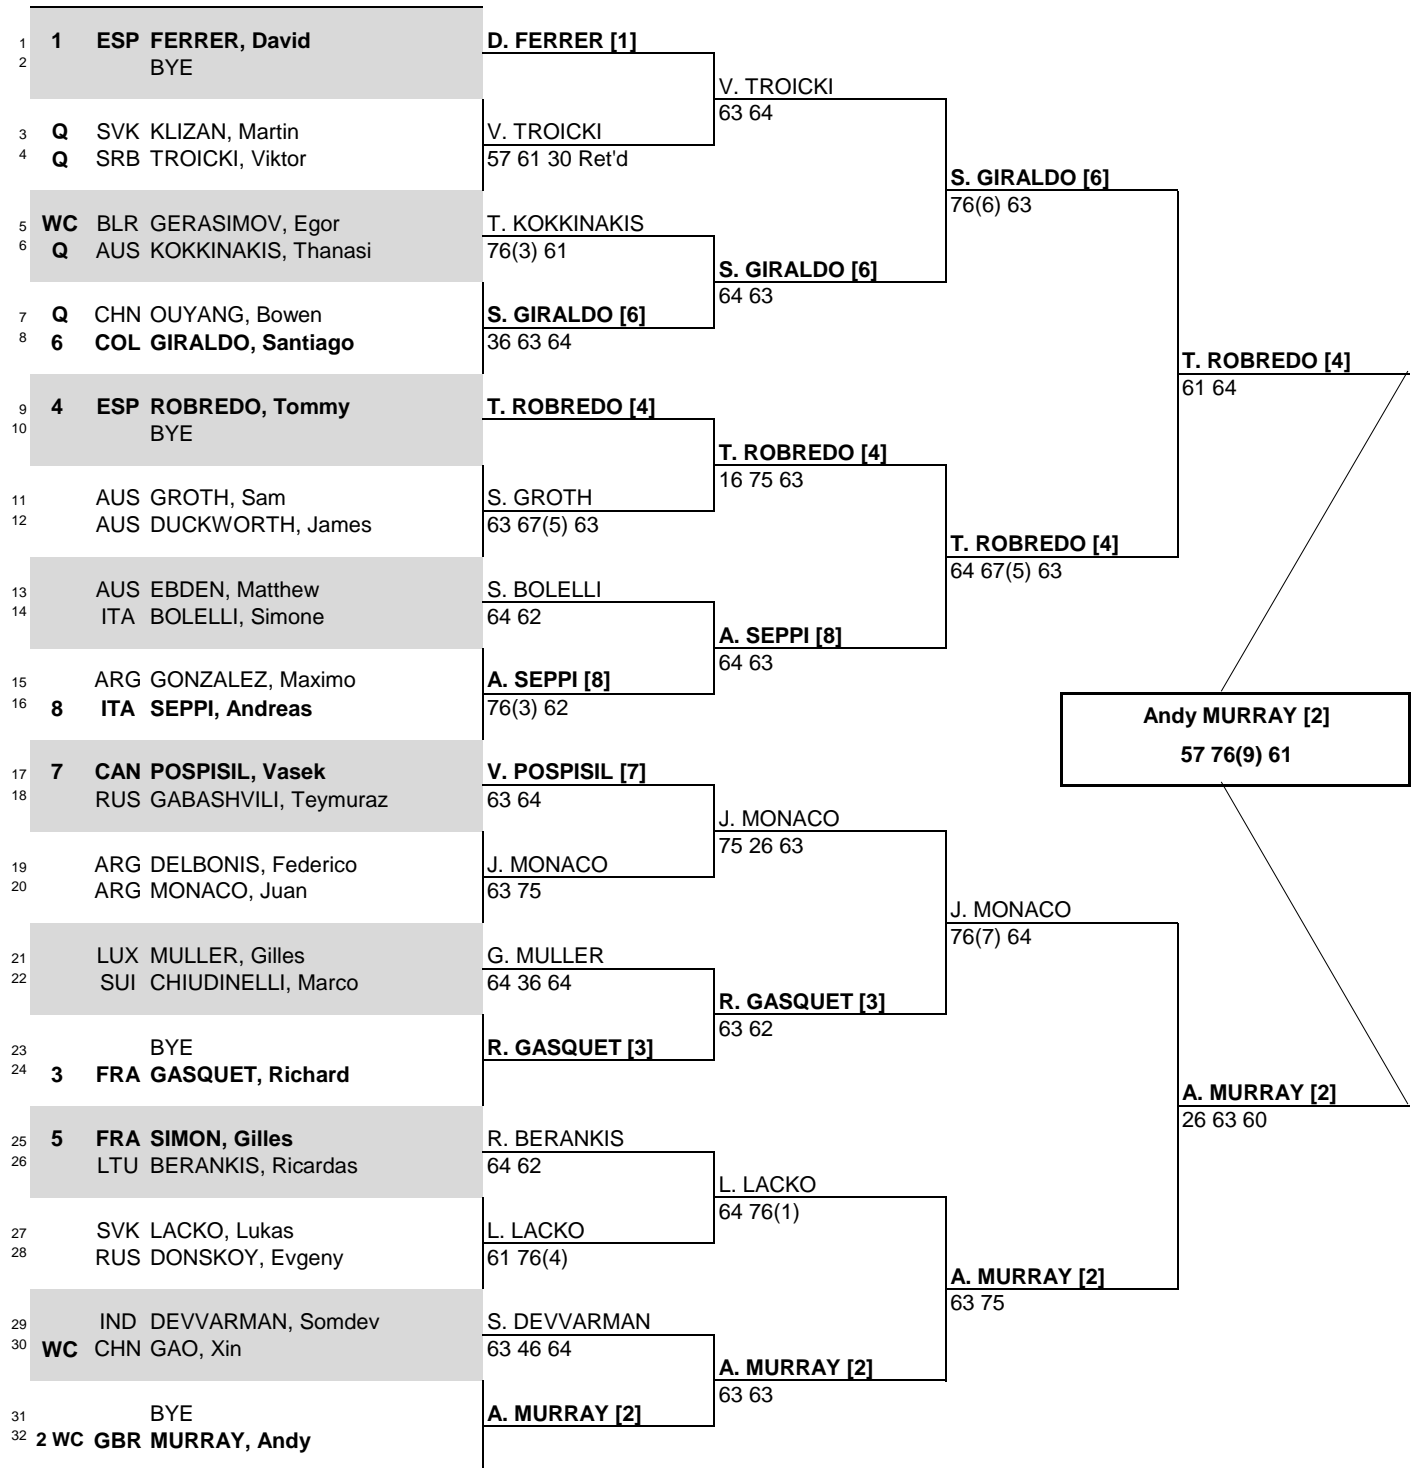 1 1 ESP FERRER, David
2 BYE
3 Q SVK KLIZAN, Martin
4 Q SRB TROICKI, Viktor
5 WC BLR GERASIMOV, Egor
6 Q AUS KOKKINAKIS, Thanasi
7 Q CHN OUYANG, Bowen
8 6 COL GIRALDO, Santiago
9 4 ESP ROBREDO, Tommy
10 BYE
11 AUS GROTH, Sam
12 AUS DUCKWORTH, James
13 AUS EBDEN, Matthew
14 ITA BOLELLI, Simone
15 ARG GONZALEZ, Maximo
16 8 ITA SEPPI, Andreas
17 7 CAN POSPISIL, Vasek
18 RUS GABASHVILI, Teymuraz
19 ARG DELBONIS, Federico
20 ARG MONACO, Juan
21 LUX MULLER, Gilles
22 SUI CHIUDINELLI, Marco
23 BYE
24 3 FRA GASQUET, Richard
25 5 FRA SIMON, Gilles
26 LTU BERANKIS, Ricardas
27 SVK LACKO, Lukas
28 RUS DONSKOY, Evgeny
29 IND DEVVARMAN, Somdev
30 WC CHN GAO, Xin
31 BYE
32 2 WC GBR MURRAY, Andy
D. FERRER [1]
V. TROICKI
57 61 30 Ret'd
T. KOKKINAKIS
76(3) 61
S. GIRALDO [6]
36 63 64
T. ROBREDO [4]
S. GROTH
63 67(5) 63
S. BOLELLI
64 62
A. SEPPI [8]
76(3) 62
V. POSPISIL [7]
63 64
J. MONACO
63 75
G. MULLER
64 36 64
R. GASQUET [3]
R. BERANKIS
64 62
L. LACKO
61 76(4)
S. DEVVARMAN
63 46 64
A. MURRAY [2]
V. TROICKI
63 64
S. GIRALDO [6]
64 63
T. ROBREDO [4]
16 75 63
A. SEPPI [8]
64 63
J. MONACO
75 26 63
R. GASQUET [3]
63 62
L. LACKO
64 76(1)
A. MURRAY [2]
63 63
S. GIRALDO [6]
76(6) 63
T. ROBREDO [4]
64 67(5) 63
J. MONACO
76(7) 64
A. MURRAY [2]
63 75
T. ROBREDO [4]
61 64
A. MURRAY [2]
26 63 60
Andy MURRAY [2]
57 76(9) 61